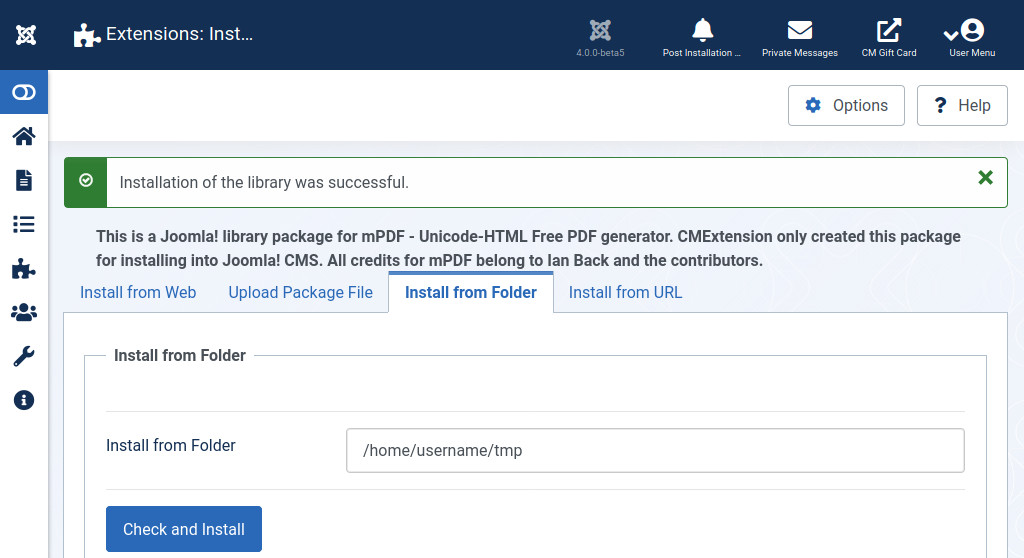 Extensions: Inst...
4.0.0-beta5
Post Installation ...
Private Messages
CM Gift Card
User Menu
Options
? Help
Installation of the library was successful.
This is a Joomla! library package for mPDF - Unicode-HTML Free PDF generator. CMExtension only created this package
for installing into Joomla! CMS. All credits for mPDF belong to Ian Back and the contributors.
Install from Web
Upload Package File
Install from Folder
Install from URL
Install from Folder
Install from Folder
/home/username/tmp
Check and Install